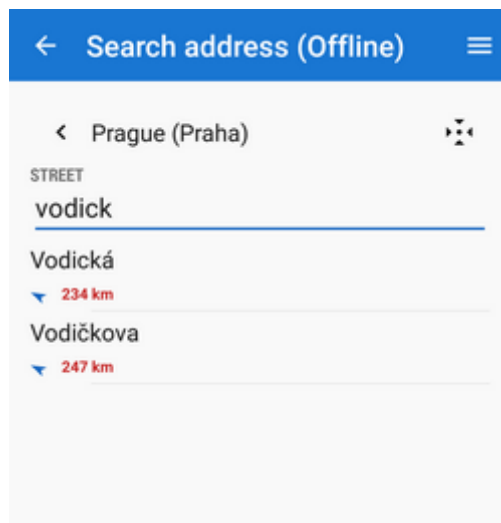 Search address (Offline)
Prague (Praha)
STREET
vodick
Vodická
234 km
Vodičkova
247 km